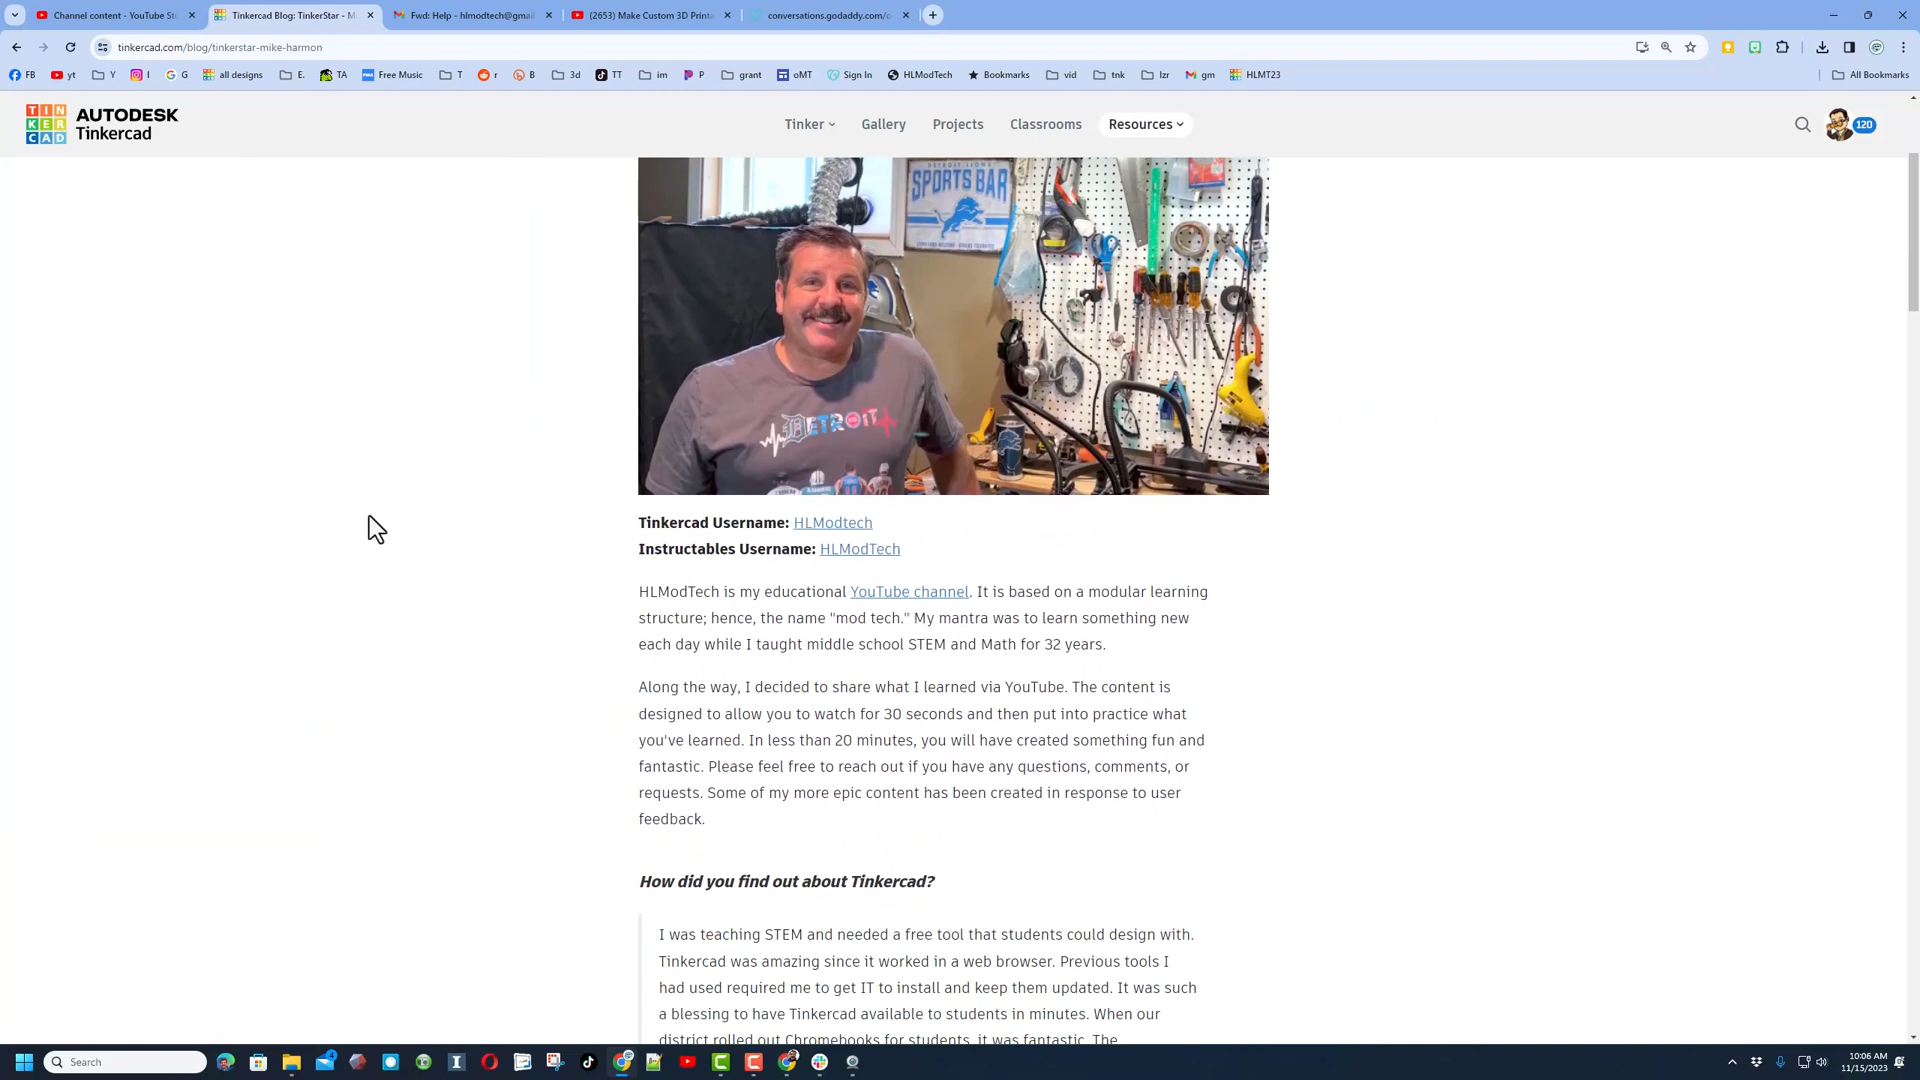 Channel content - YouTube St
Tinkercad Blog: TinkerStar - M
Fwd: Help - hlmodtech@gmai
(2653) Make Custom 3D Printa
conversations.godaddy.com/c
tinkercad.com/blog/tinkerstar-mike-harmon
FB
yt
Y
I
G
all designs
E.
TA
Free Music
T
r
B
3d
TT
im
P
grant
oMT
Sign In
HLModTech
Bookmarks
vid
tnk
lzr
gm
HLMT23
All Bookmarks
TIN
KER
CAD
AUTODESK
Tinkercad
Tinker
Gallery
Projects
Classrooms
Resources
120
DETROIT LIONS
SPORTS BAR
DETROIT
Tinkercad Username: HLModtech
Instructables Username: HLModTech
HLModTech is my educational YouTube channel. It is based on a modular learning
structure; hence, the name "mod tech." My mantra was to learn something new
each day while I taught middle school STEM and Math for 32 years.
Along the way, I decided to share what I learned via YouTube. The content is
designed to allow you to watch for 30 seconds and then put into practice what
you've learned. In less than 20 minutes, you will have created something fun and
fantastic. Please feel free to reach out if you have any questions, comments, or
requests. Some of my more epic content has been created in response to user
feedback.
How did you find out about Tinkercad?
I was teaching STEM and needed a free tool that students could design with.
Tinkercad was amazing since it worked in a web browser. Previous tools I
had used required me to get IT to install and keep them updated. It was such
a blessing to have Tinkercad available to students in minutes. When our
district rolled out Chromebooks for students, it was fantastic. The
Search
10:06 AM
11/15/2023